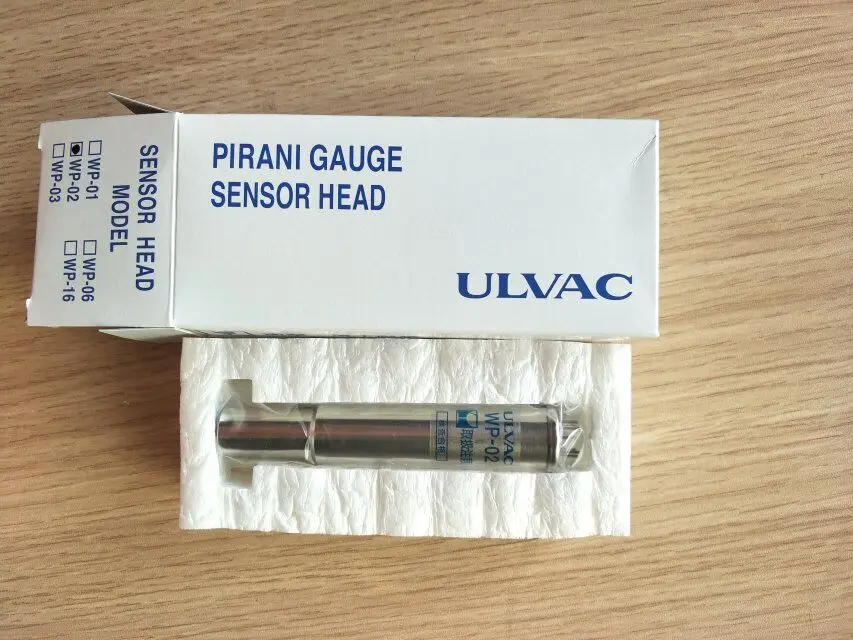 PIRANI GAUGE
SENSOR HEAD
ULVAC
SENSOR HEAD
MODEL
WP-01
WP-06
WP-02
WP-16
WP-03
ULVAC
WP-02